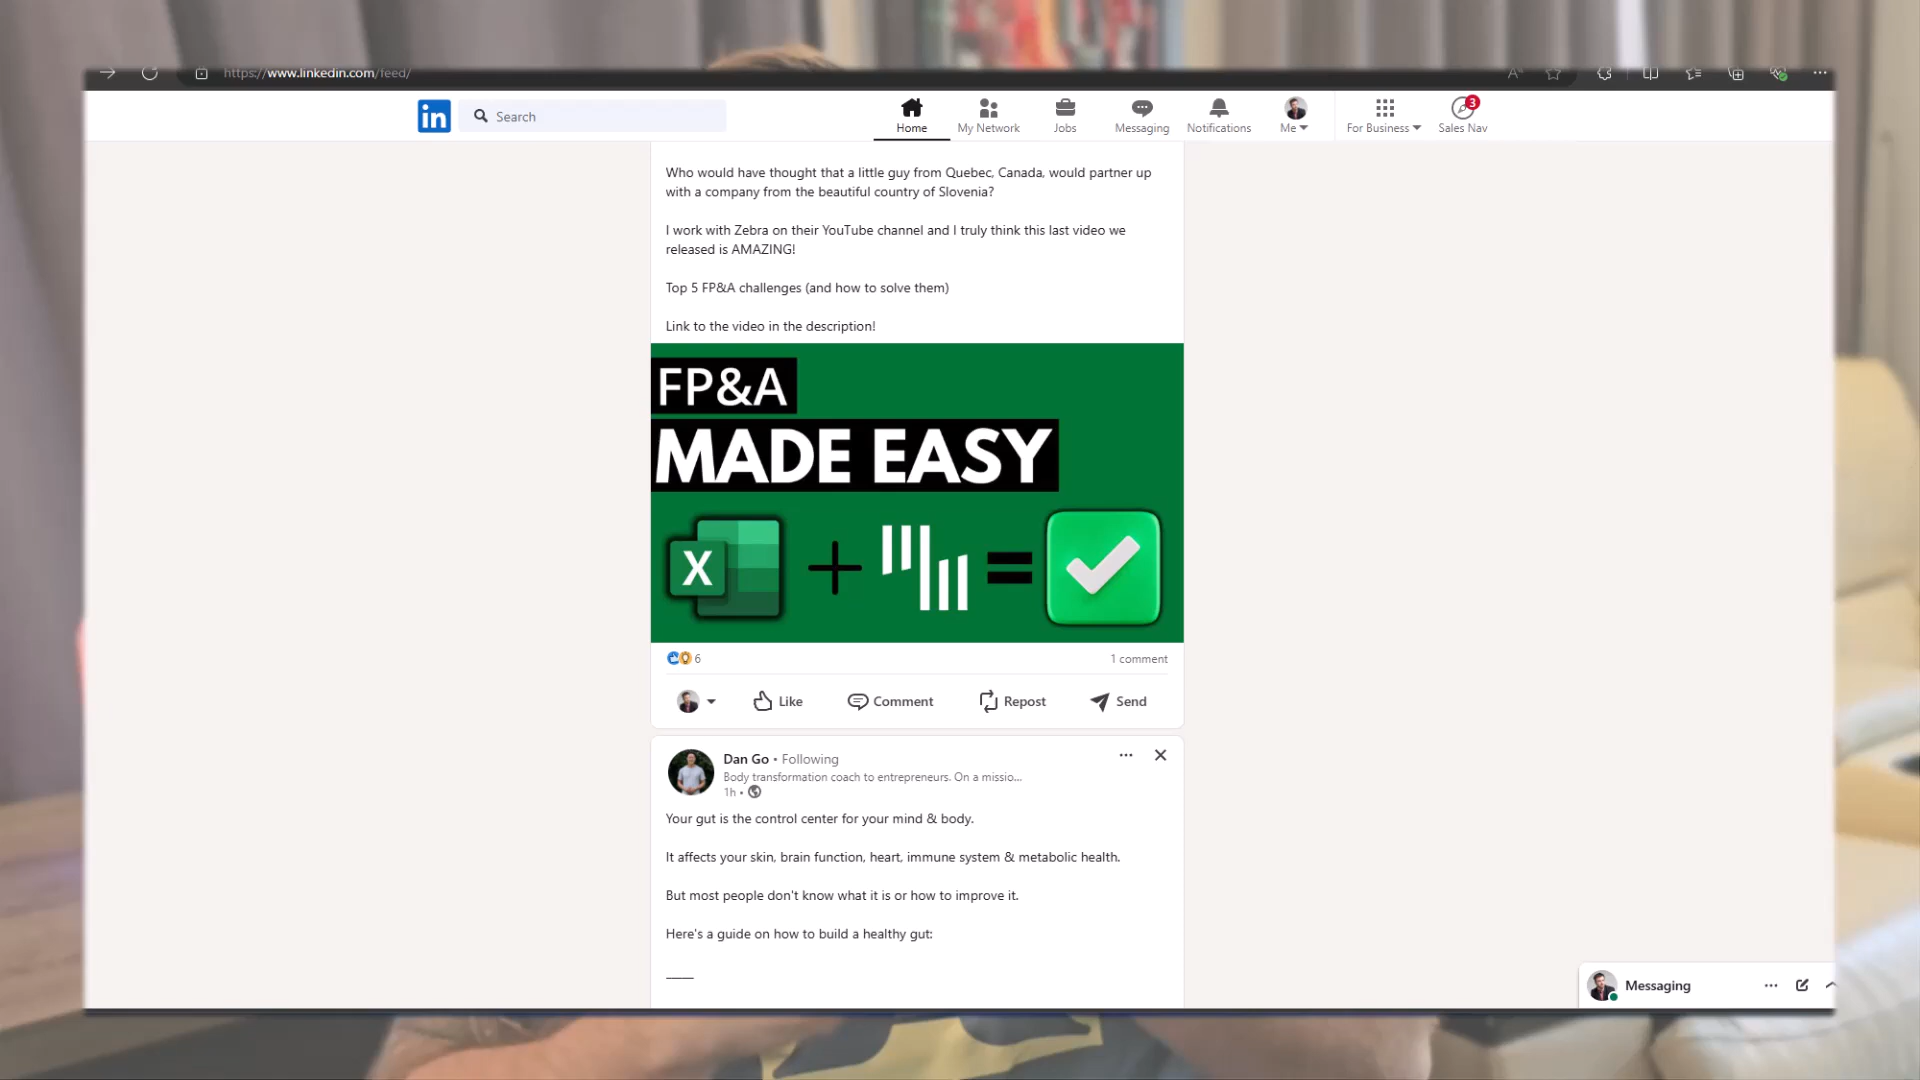 https://www.linkedin.com/feed/
in
Search
Home
My Network
Jobs
Messaging
Notifications
Me
For Business
3
Sales Nav
Who would have thought that a little guy from Quebec, Canada, would partner up
with a company from the beautiful country of Slovenia?
I work with Zebra on their YouTube channel and I truly think this last video we
released is AMAZING!
Top 5 FP&A challenges (and how to solve them)
Link to the video in the description!
FP&A
MADE EASY
X + =
6
1 comment
Like
Comment
Repost
Send
Dan Go • Following
Body transformation coach to entrepreneurs. On a missio...
1h •
Your gut is the control center for your mind & body.
It affects your skin, brain function, heart, immune system & metabolic health.
But most people don't know what it is or how to improve it.
Here's a guide on how to build a healthy gut:
____
Messaging